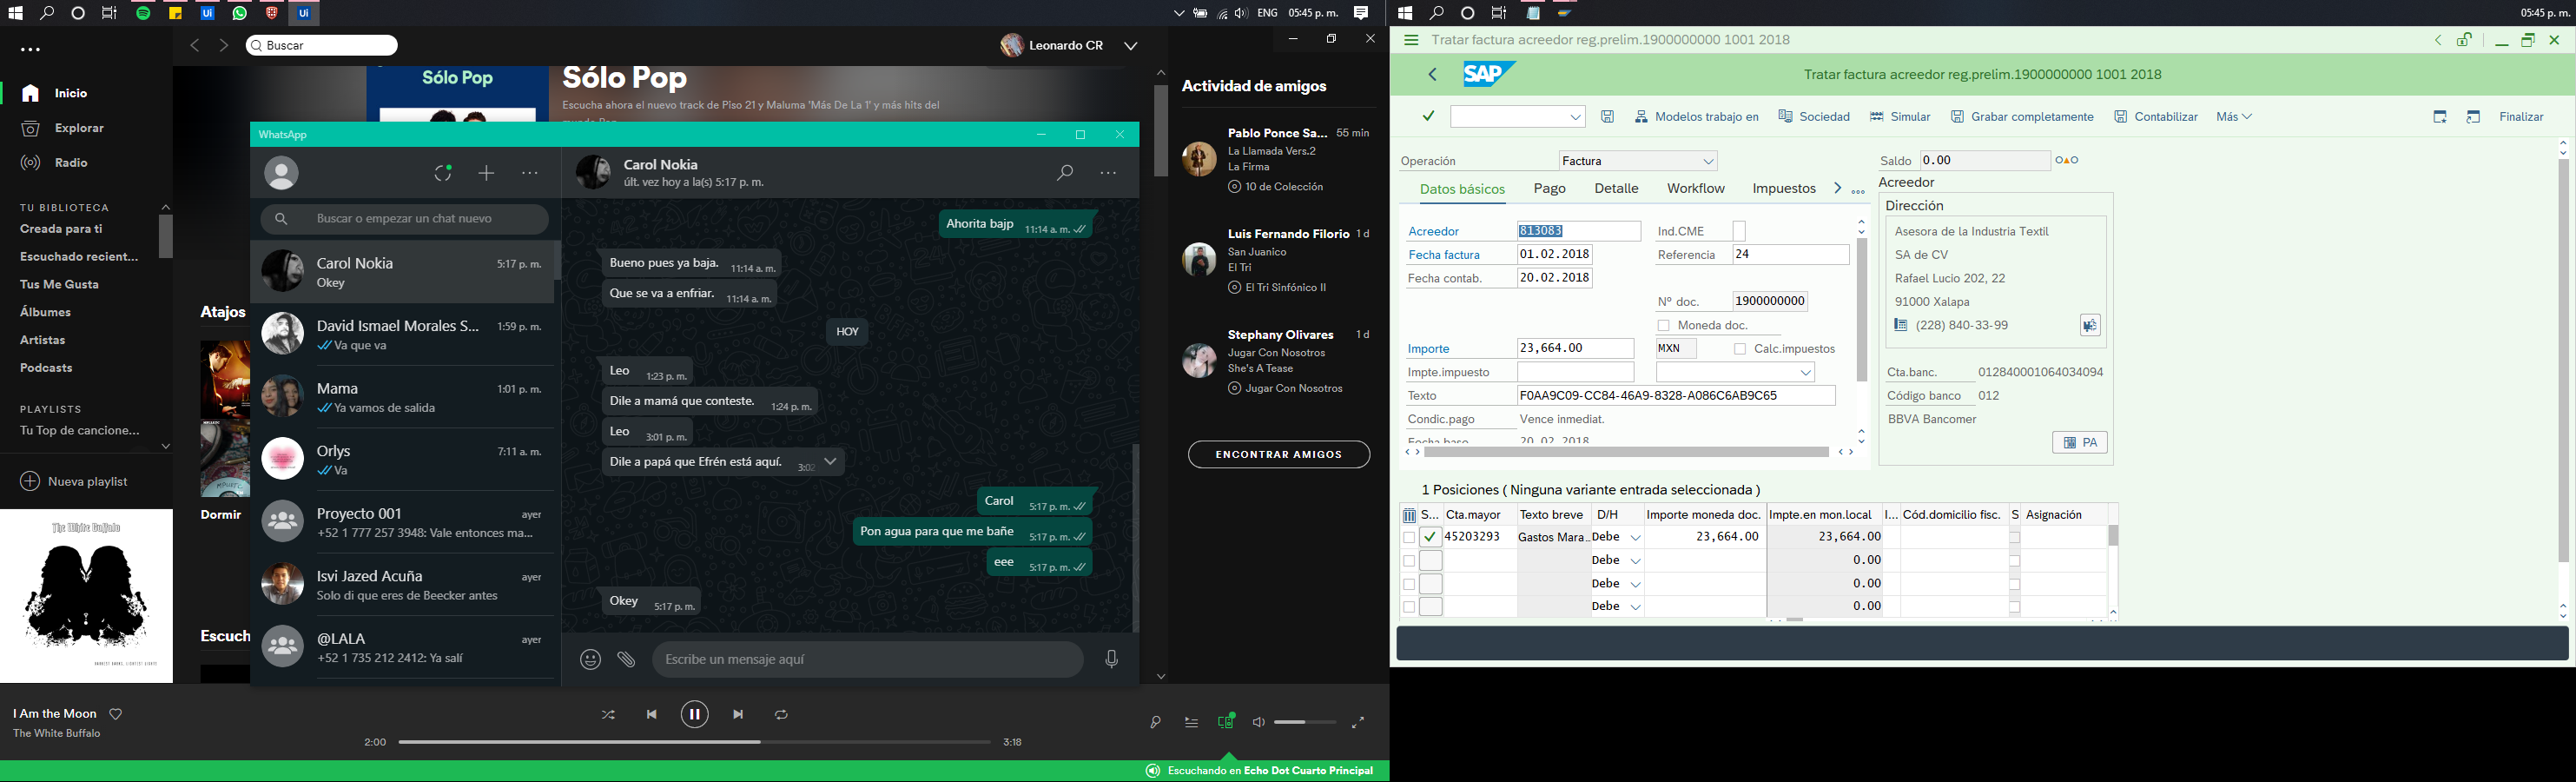 ENG
05:45 p. m.
05:45 p. m.
Buscar
Leonardo CR
Inicio
Explorar
Radio
TU BIBLIOTECA
Creada para ti
Escuchado recient...
Tus Me Gusta
Álbumes
Artistas
Podcasts
PLAYLISTS
Tu Top de cancione...
Nueva playlist
The White Buffalo
Sólo Pop
Sólo Pop
Escucha ahora el nuevo track de Piso 21 y Maluma 'Más De La 1' y más hits del
Atajos
Dormir
Escuch
WhatsApp
Buscar o empezar un chat nuevo
Carol Nokia 5:17 p. m.
Okey
David Ismael Morales S... 1:59 p. m.
Va que va
Mama 1:01 p. m.
Ya vamos de salida
Orlys 7:11 a. m.
Va
Proyecto 001 ayer
+52 1 777 257 3948: Vale entonces ma...
Isvi Jazed Acuña ayer
Solo di que eres de Beecker antes
@LALA ayer
+52 1 735 212 2412: Ya salí
Carol Nokia
últ. vez hoy a la(s) 5:17 p. m.
Ahorita bajp 11:14 a. m.
Bueno pues ya baja. 11:14 a. m.
Que se va a enfriar. 11:14 a. m.
HOY
Leo 1:23 p. m.
Dile a mamá que conteste. 1:24 p. m.
Leo 3:01 p. m.
Dile a papá que Efrén está aquí. 3:02
Carol 5:17 p. m.
Pon agua para que me bañe 5:17 p. m.
eee 5:17 p. m.
Okey 5:17 p. m.
Escribe un mensaje aquí
Actividad de amigos
Pablo Ponce Sa... 55 min
La Llamada Vers.2
La Firma
10 de Colección
Luis Fernando Filorio 1 d
San Juanico
El Tri
El Tri Sinfónico II
Stephany Olivares 1 d
Jugar Con Nosotros
She's A Tease
Jugar Con Nosotros
ENCONTRAR AMIGOS
I Am the Moon
The White Buffalo
2:00
3:18
Escuchando en Echo Dot Cuarto Principal
Tratar factura acreedor reg.prelim.1900000000 1001 2018
SAP
Tratar factura acreedor reg.prelim.1900000000 1001 2018
Modelos trabajo en
Sociedad
Simular
Grabar completamente
Contabilizar
Más
Finalizar
Operación Factura
Saldo 0.00
Datos básicos Pago Detalle Workflow Impuestos
Acreedor 813083 Ind.CME
Fecha factura 01.02.2018 Referencia 24
Fecha contab. 20.02.2018
Nº doc. 1900000000
Moneda doc.
Importe 23,664.00 MXN Calc.impuestos
Impte.impuesto
Texto F0AA9C09-CC84-46A9-8328-A086C6AB9C65
Condic.pago Vence inmediat.
Fecha base 20.02.2018
Acreedor
Dirección
Asesora de la Industria Textil
SA de CV
Rafael Lucio 202, 22
91000 Xalapa
(228) 840-33-99
Cta.banc. 012840001064034094
Código banco 012
BBVA Bancomer
PA
1 Posiciones ( Ninguna variante entrada seleccionada )
S... Cta.mayor Texto breve D/H Importe moneda doc. Impte.en mon.local I... Cód.domicilio fisc. S Asignación
45203293 Gastos Mara.. Debe 23,664.00 23,664.00
Debe 0.00
Debe 0.00
Debe 0.00